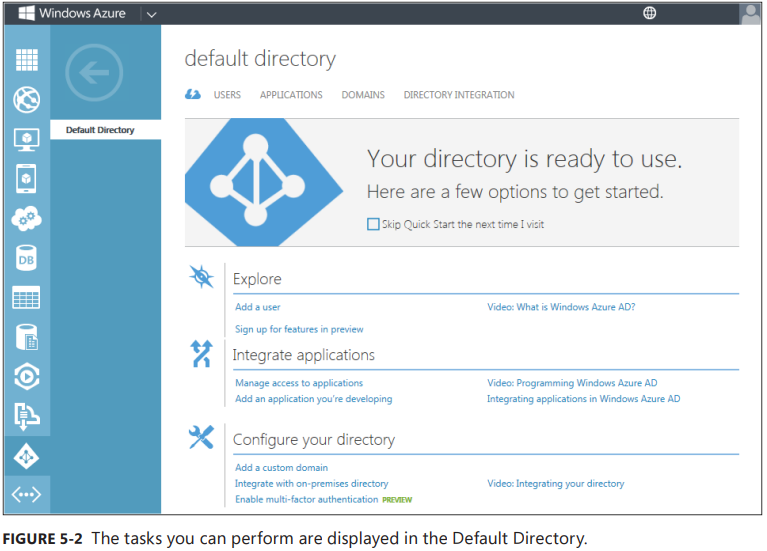 Windows Azure
default directory
USERS APPLICATIONS DOMAINS DIRECTORY INTEGRATION
Default Directory
Your directory is ready to use.
Here are a few options to get started.
Skip Quick Start the next time I visit
DB
Explore
Add a user Video: What is Windows Azure AD?
Sign up for features in preview
Integrate applications
Manage access to applications Video: Programming Windows Azure AD
Add an application you're developing Integrating applications in Windows Azure AD
Configure your directory
Add a custom domain
Integrate with on-premises directory Video: Integrating your directory
Enable multi-factor authentication PREVIEW
FIGURE 5-2 The tasks you can perform are displayed in the Default Directory.